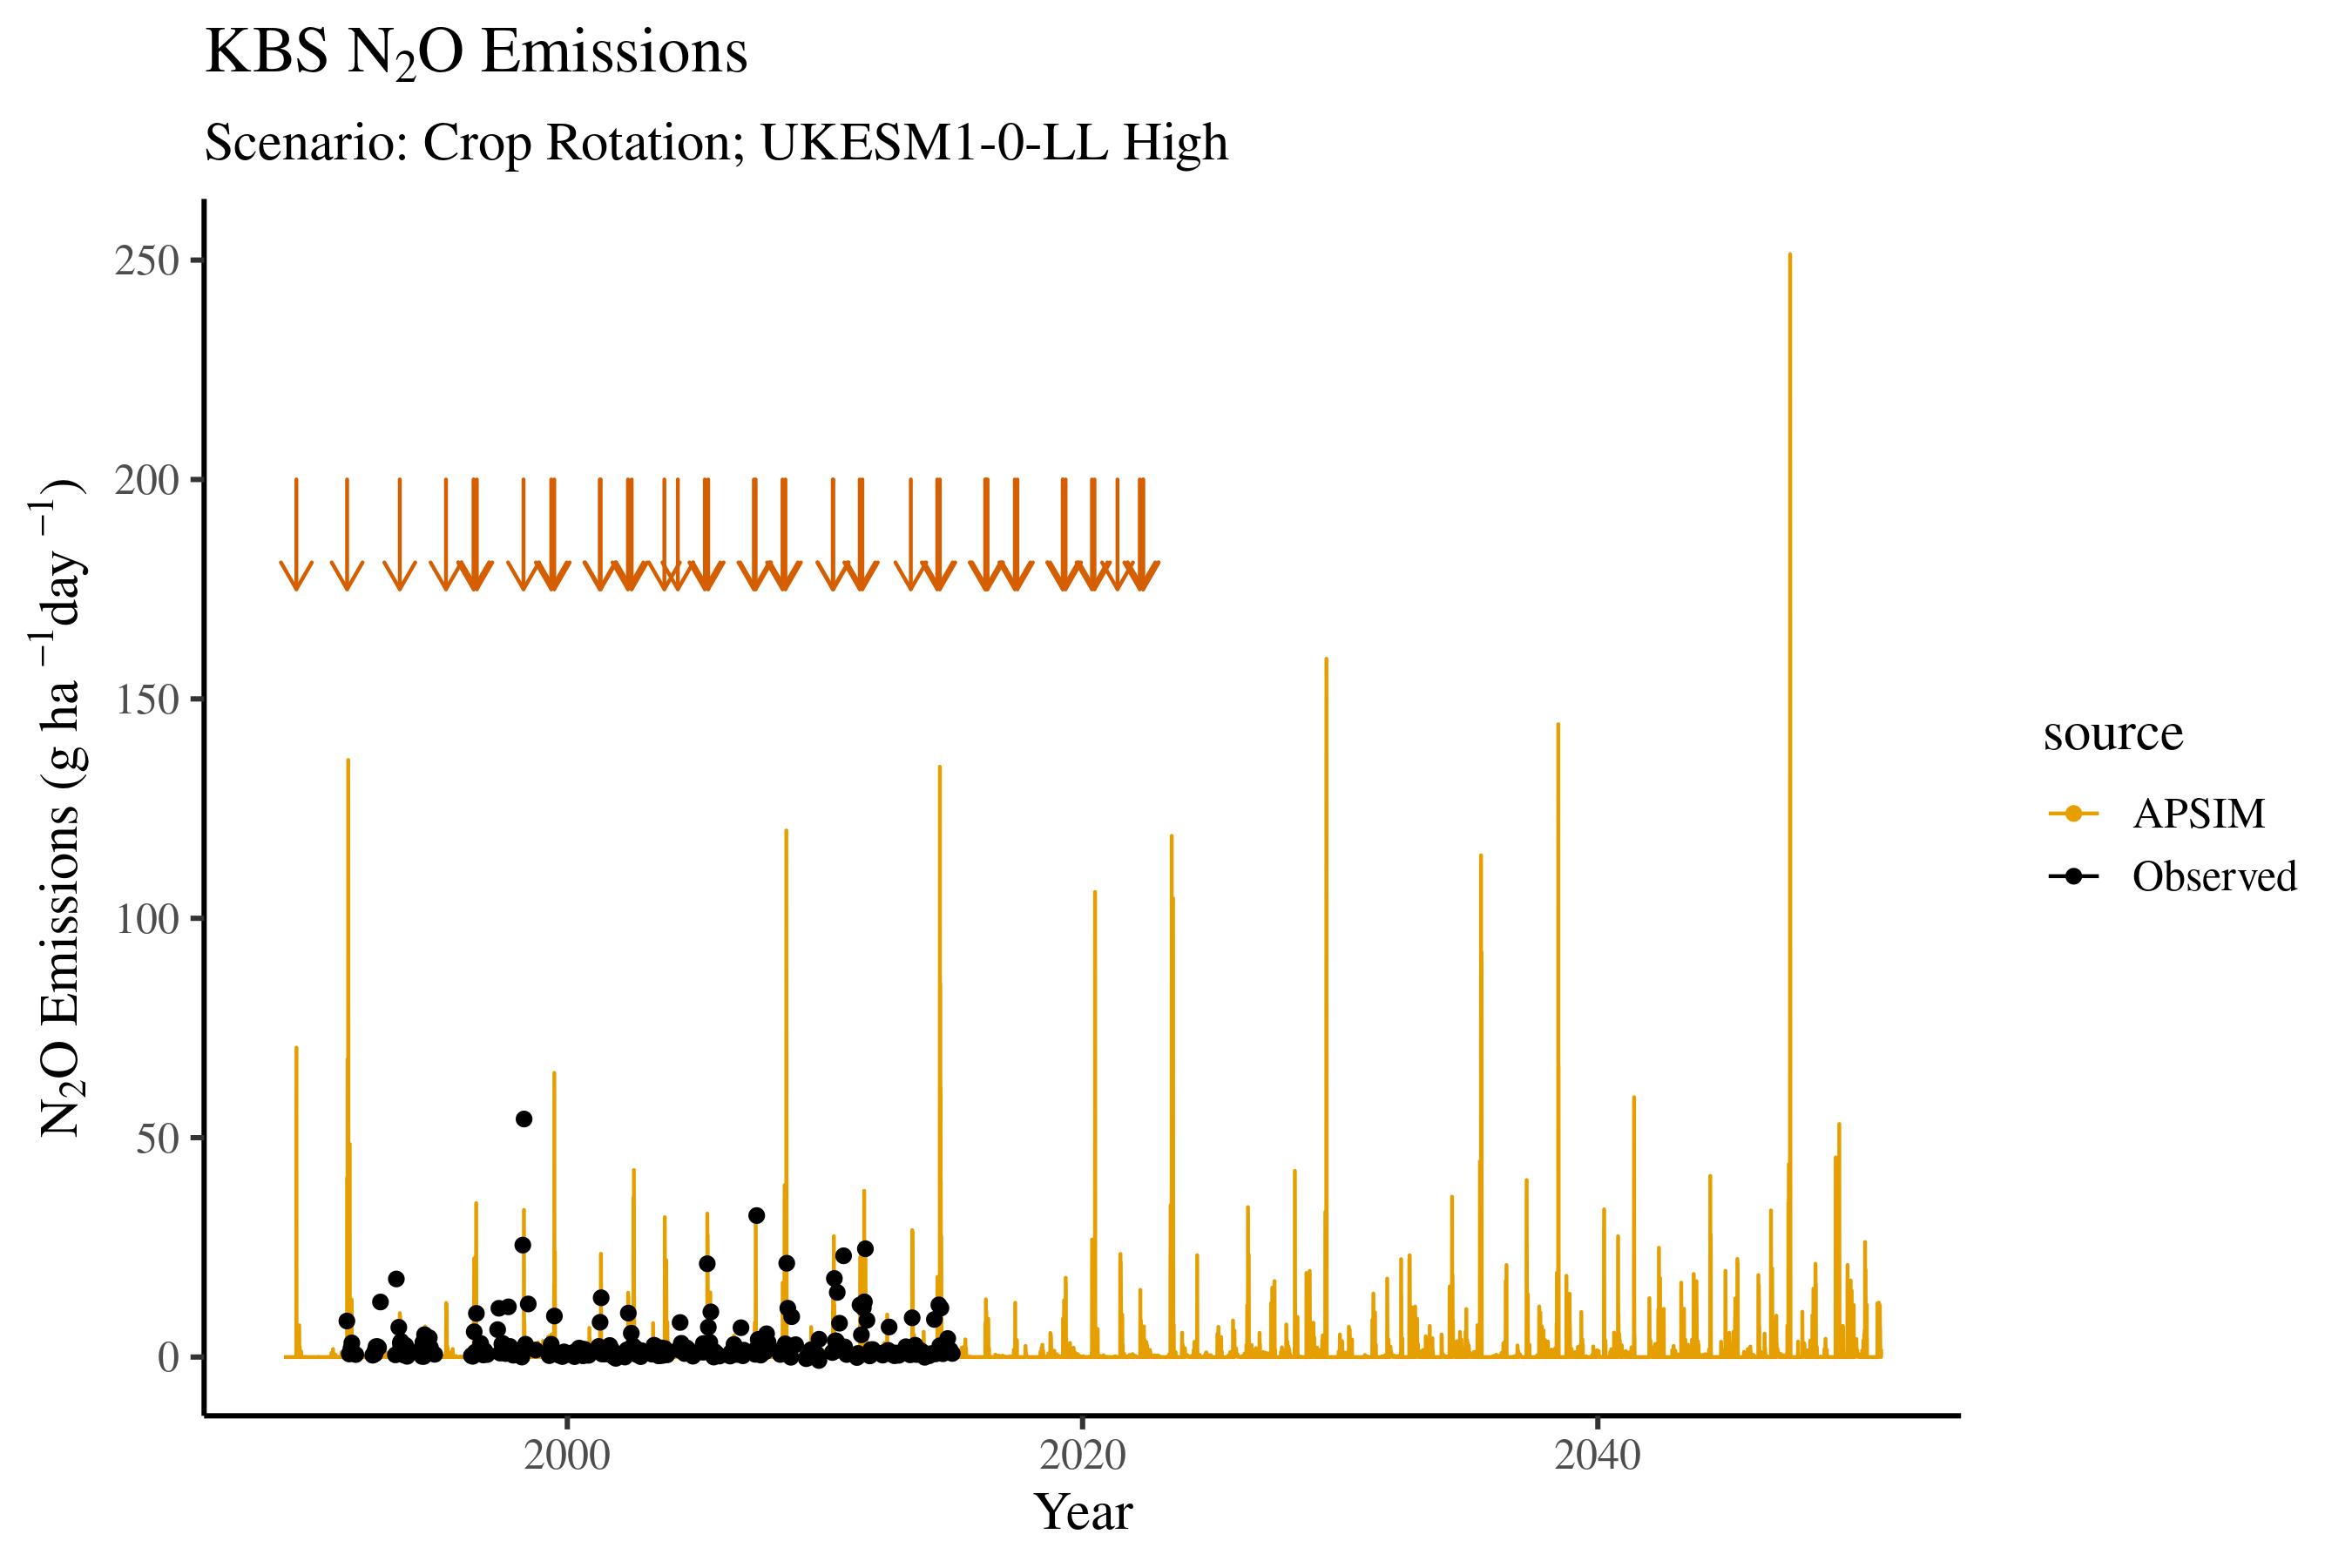 KBS N₂O Emissions
Scenario: Crop Rotation; UKESM1-0-LL High
N₂O Emissions (g ha ⁻¹day ⁻¹)
250
200
150
100
50
0
2000
2020
2040
Year
source
APSIM
Observed